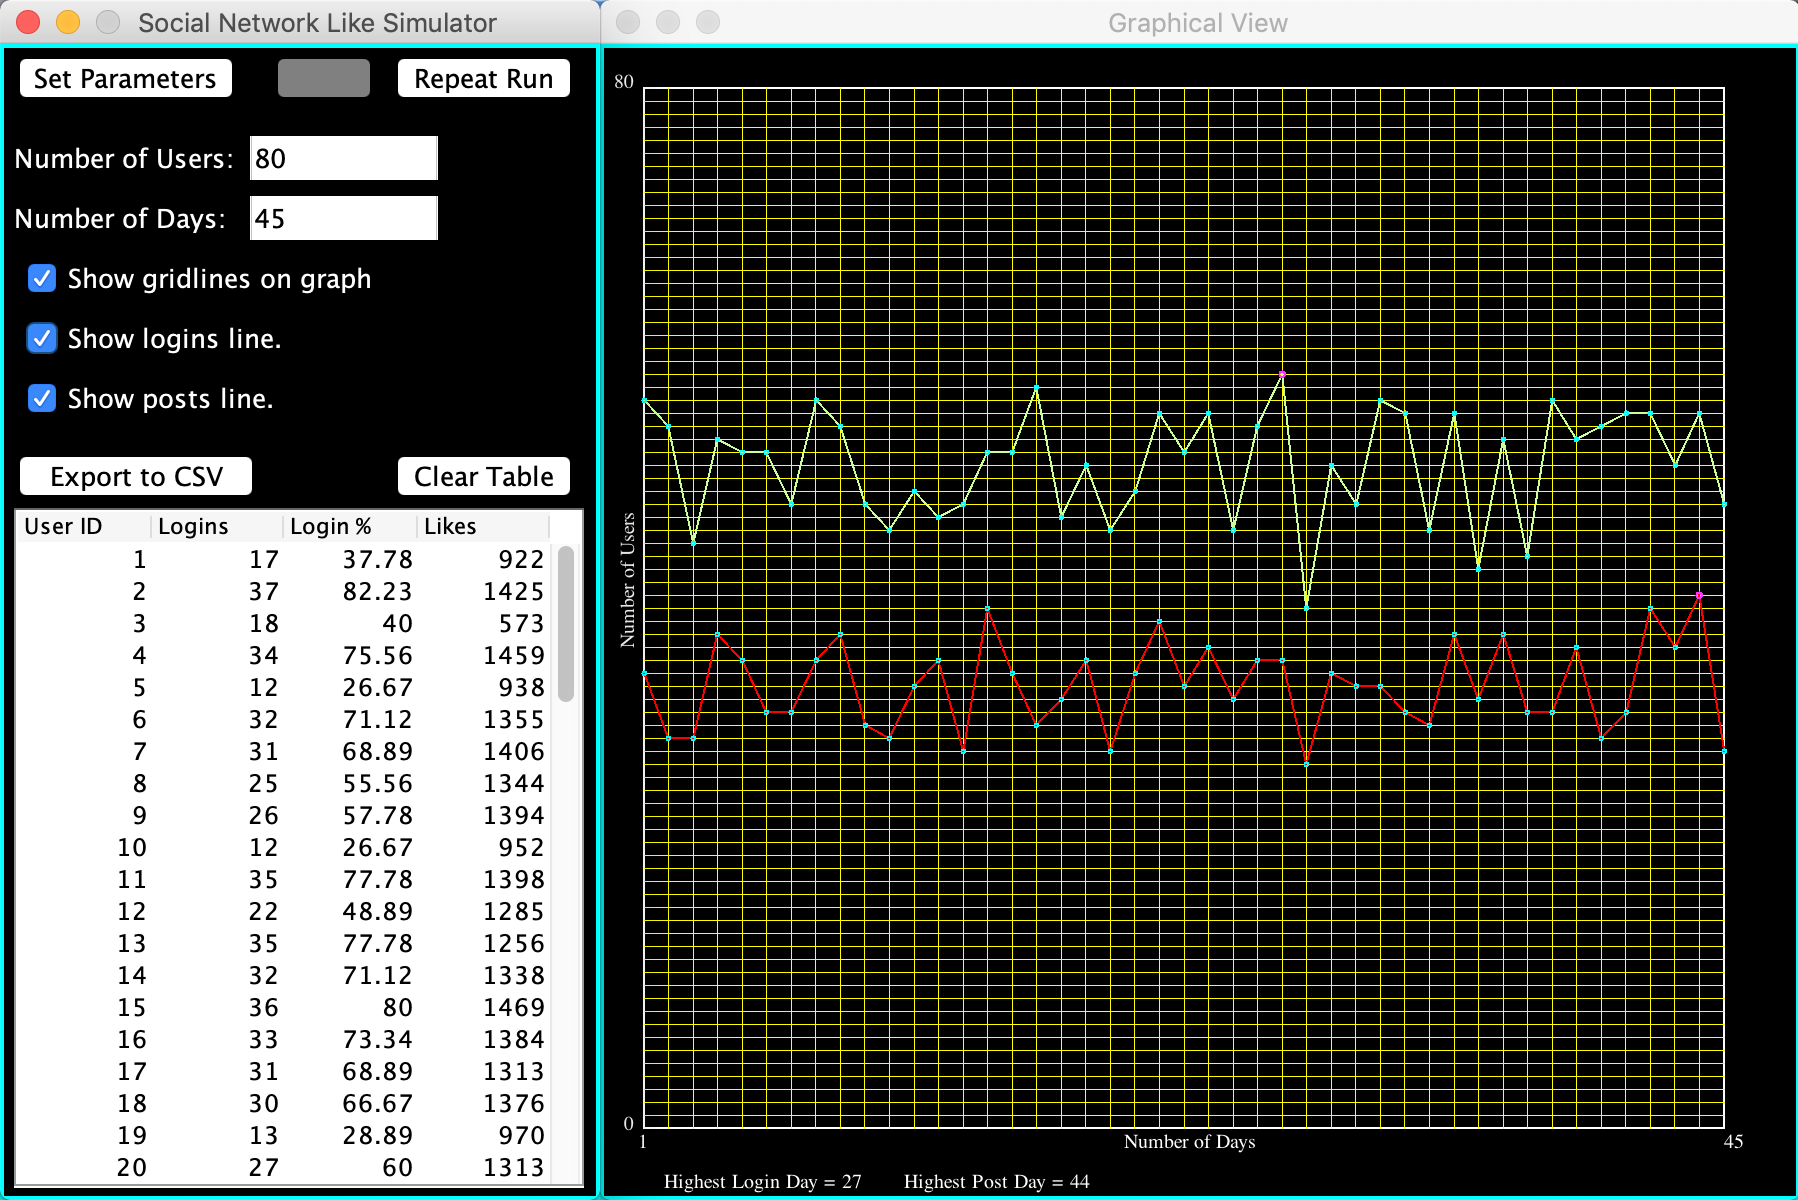 Social Network Like Simulator
Set Parameters Repeat Run
Number of Users: 80
Number of Days: 45
Show gridlines on graph
Show logins line.
Show posts line.
Export to CSV Clear Table
User ID Logins Login % Likes
1 17 37.78 922
2 37 82.23 1425
3 18 40 573
4 34 75.56 1459
5 12 26.67 938
6 32 71.12 1355
7 31 68.89 1406
8 25 55.56 1344
9 26 57.78 1394
10 12 26.67 952
11 35 77.78 1398
12 22 48.89 1285
13 35 77.78 1256
14 32 71.12 1338
15 36 80 1469
16 33 73.34 1384
17 31 68.89 1313
18 30 66.67 1376
19 13 28.89 970
20 27 60 1313
Graphical View
80
Number of Users
0
1 Number of Days 45
Highest Login Day = 27 Highest Post Day = 44